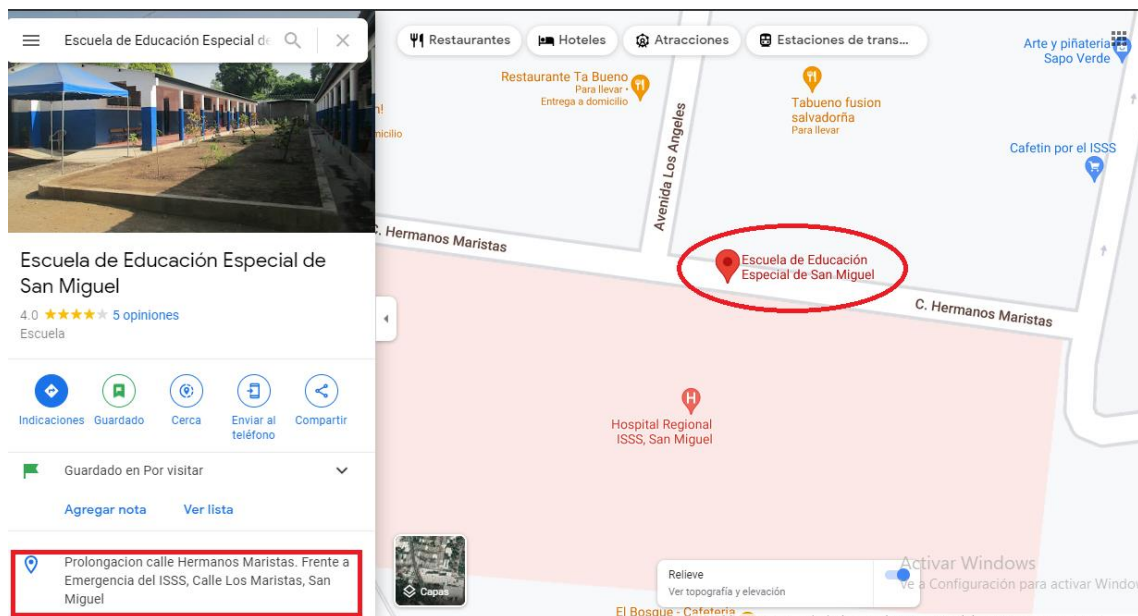 Escuela de Educación Especial de
Escuela de Educación Especial de
San Miguel
4.0
5 opiniones
Escuela
Indicaciones
Guardado
Cerca
Enviar al
teléfono
Compartir
Guardado en Por visitar
Agregar nota
Ver lista
Prolongacion calle Hermanos Maristas. Frente a
Emergencia del ISSS, Calle Los Maristas, San
Miguel
Restaurantes
Hoteles
Atracciones
Estaciones de trans...
Arte y piñateria
Sapo Verde
Restaurante Ta Bueno
Para llevar •
Entrega a domicilio
Tabueno fusion
salvadorña
Para llevar
Cafetin por el ISSS
Avenida Los Angeles
C. Hermanos Maristas
Escuela de Educación
Especial de San Miguel
C. Hermanos Maristas
H
Hospital Regional
ISSS, San Miguel
Capas
Relieve
Ver topografía y elevación
Activar Windows
Ve a Configuración para activar Window
El Bosque - Cafetería